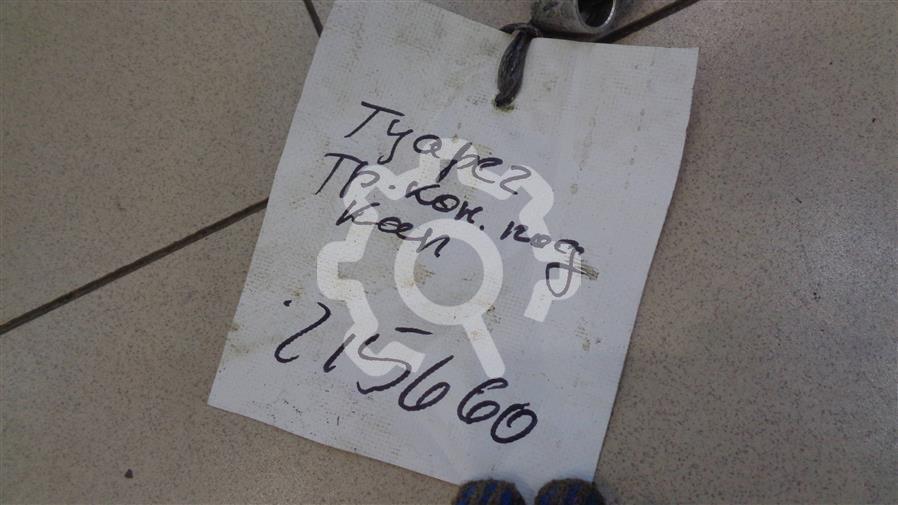 Туарег
Тр. кон. под
кап
215660